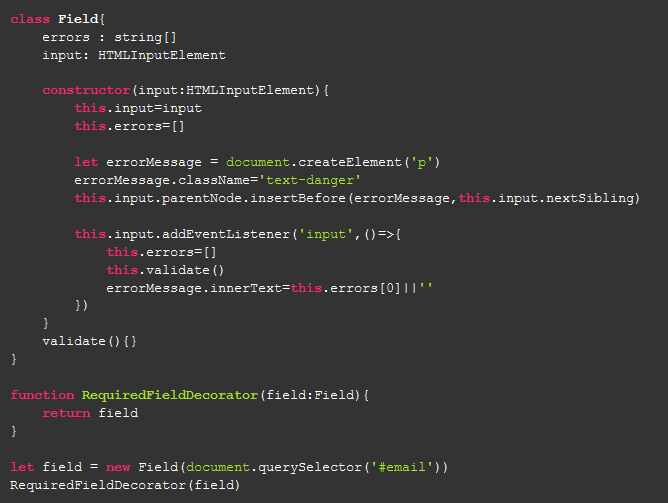 class Field{
    errors : string[]
    input: HTMLInputElement

    constructor(input:HTMLInputElement){
        this.input=input
        this.errors=[]

        let errorMessage = document.createElement('p')
        errorMessage.className='text-danger'
        this.input.parentNode.insertBefore(errorMessage,this.input.nextSibling)

        this.input.addEventListener('input',()=>{
            this.errors=[]
            this.validate()
            errorMessage.innerText=this.errors[0]||''
        })
    }
    validate(){}
}

function RequiredFieldDecorator(field:Field){
    return field
}

let field = new Field(document.querySelector('#email'))
RequiredFieldDecorator(field)